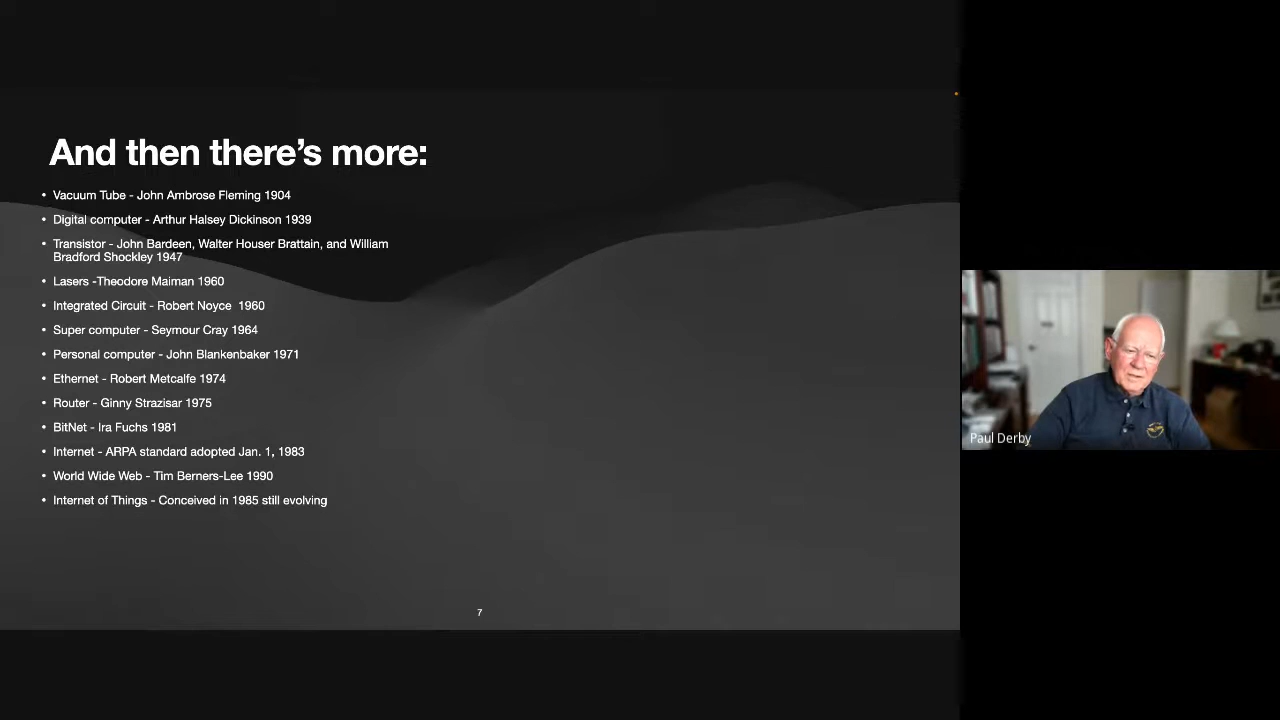 And then there's more:
• Vacuum Tube - John Ambrose Fleming 1904
• Digital computer - Arthur Halsey Dickinson 1939
• Transistor - John Bardeen, Walter Houser Brattain, and William
Bradford Shockley 1947
• Lasers -Theodore Maiman 1960
• Integrated Circuit - Robert Noyce  1960
• Super computer - Seymour Cray 1964
• Personal computer - John Blankenbaker 1971
• Ethernet - Robert Metcalfe 1974
• Router - Ginny Strazisar 1975
• BitNet - Ira Fuchs 1981
• Internet - ARPA standard adopted Jan. 1, 1983
• World Wide Web - Tim Berners-Lee 1990
• Internet of Things - Conceived in 1985 still evolving
7
Paul Derby